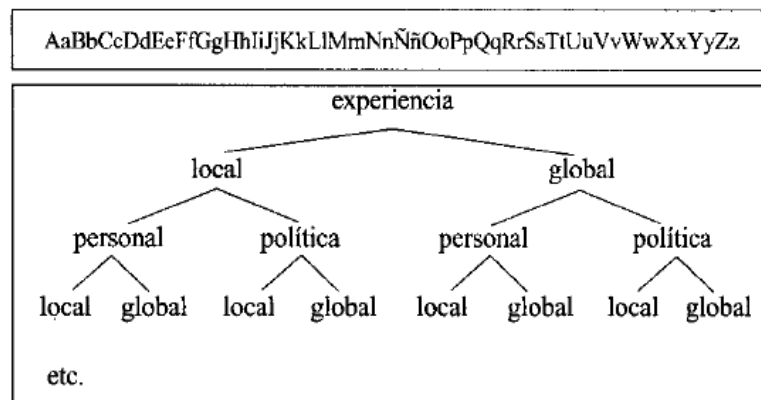 AaBbCcDdEeFfGgHhIiJjKkLlMmNnÑñOoPpQqRrSsTtUuVvWwXxYyZz
experiencia
local global
personal política personal política
local global local global local global local global
etc.